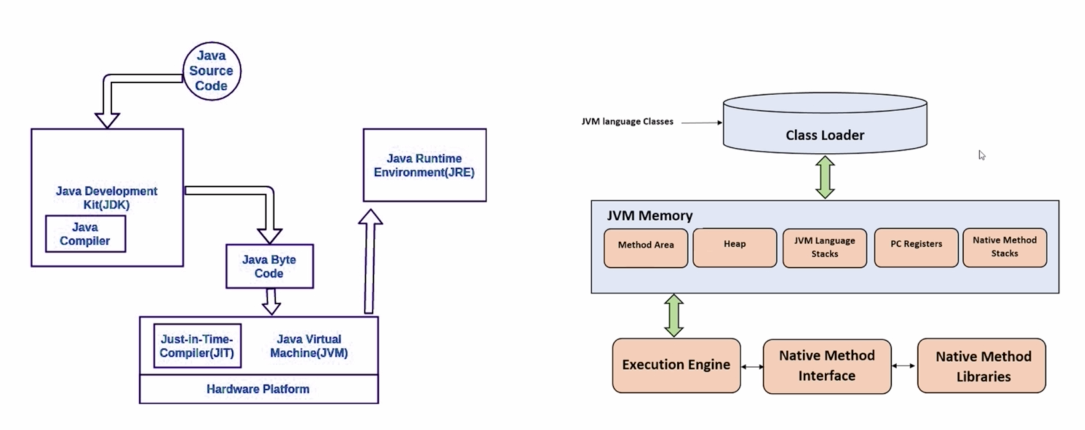 Java
Source
Code
Java Development
Kit(JDK)
Java
Compiler
Java Runtime
Environment(JRE)
Java Byte
Code
Just-In-Time-
Compiler(JIT)
Java Virtual
Machine(JVM)
Hardware Platform
JVM language Classes
Class Loader
JVM Memory
Method Area
Heap
JVM Language
Stacks
PC Registers
Native Method
Stacks
Execution Engine
Native Method
Interface
Native Method
Libraries